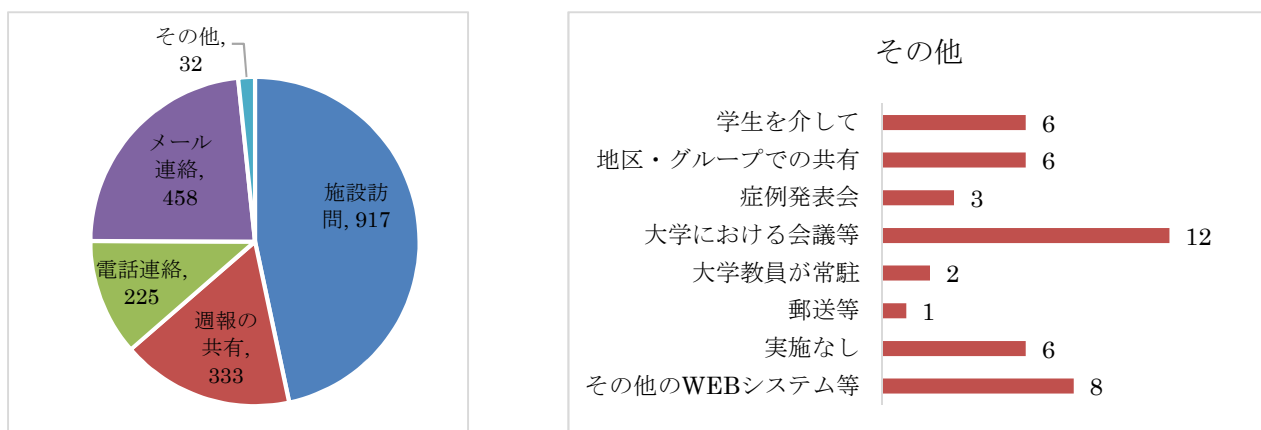 その他,
32
メール
連絡,
458
施設訪
問, 917
電話連絡,
225
週報の
共有,
333
その他
学生を介して 6
地区・グループでの共有 6
症例発表会 3
大学における会議等 12
大学教員が常駐 2
郵送等 1
実施なし 6
その他のWEBシステム等 8